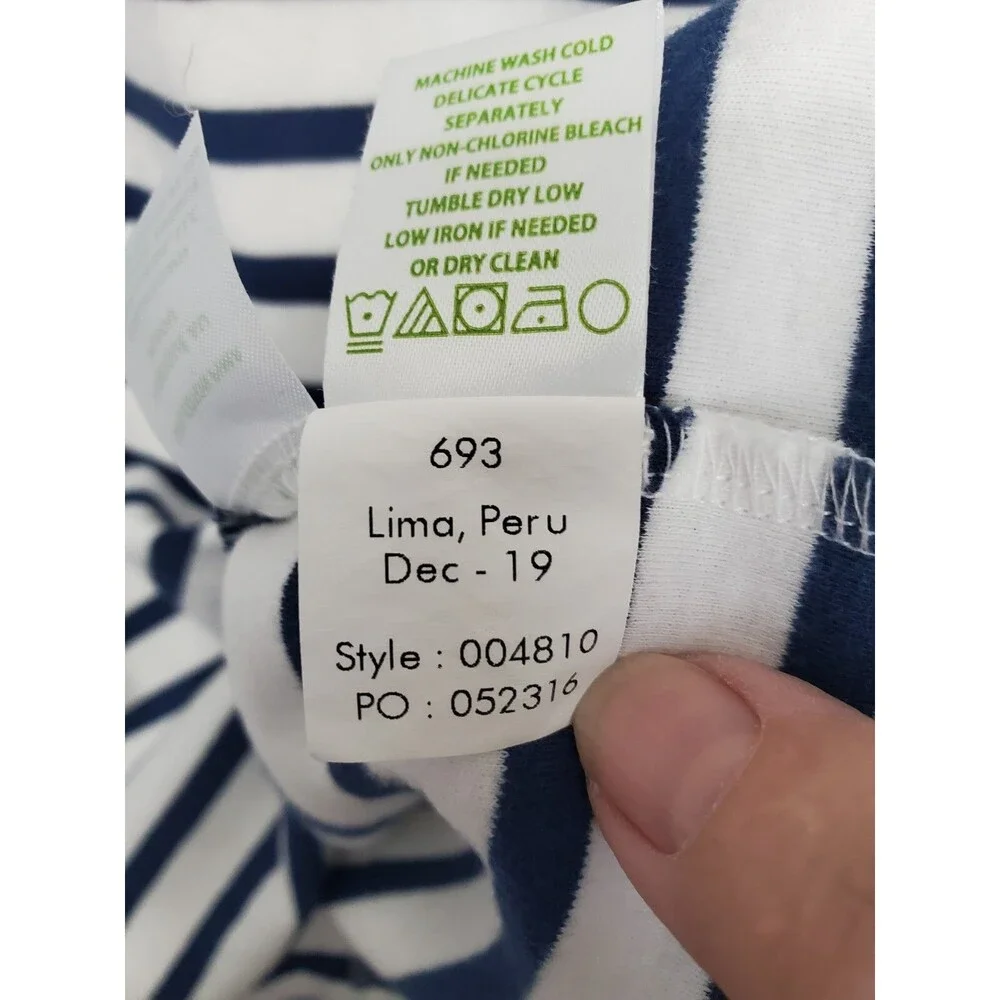 MACHINE WASH COLD
DELICATE CYCLE
SEPARATELY
ONLY NON-CHLORINE BLEACH
IF NEEDED
TUMBLE DRY LOW
LOW IRON IF NEEDED
OR DRY CLEAN
693
Lima, Peru
Dec - 19
Style : 004810
PO : 052316